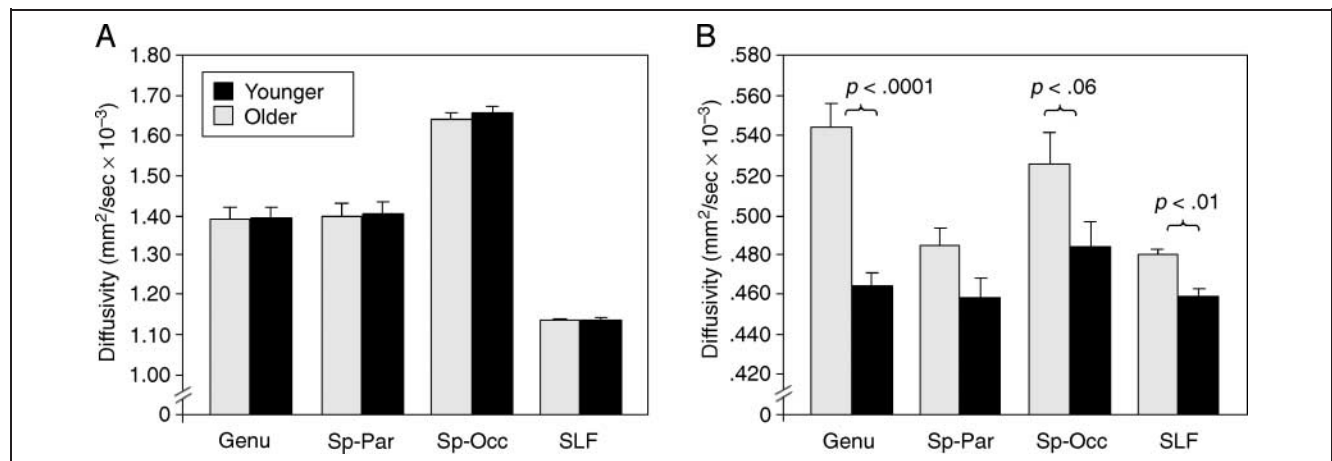 A
Diffusivity (mm²/sec × 10⁻³)
1.80
1.70
1.60
1.50
1.40
1.30
1.20
1.10
1.00
0
Younger
Older
Genu
Sp-Par
Sp-Occ
SLF
B
Diffusivity (mm²/sec × 10⁻³)
.580
.560
.540
.520
.500
.480
.460
.440
.420
0
p < .0001
p < .06
p < .01
Genu
Sp-Par
Sp-Occ
SLF